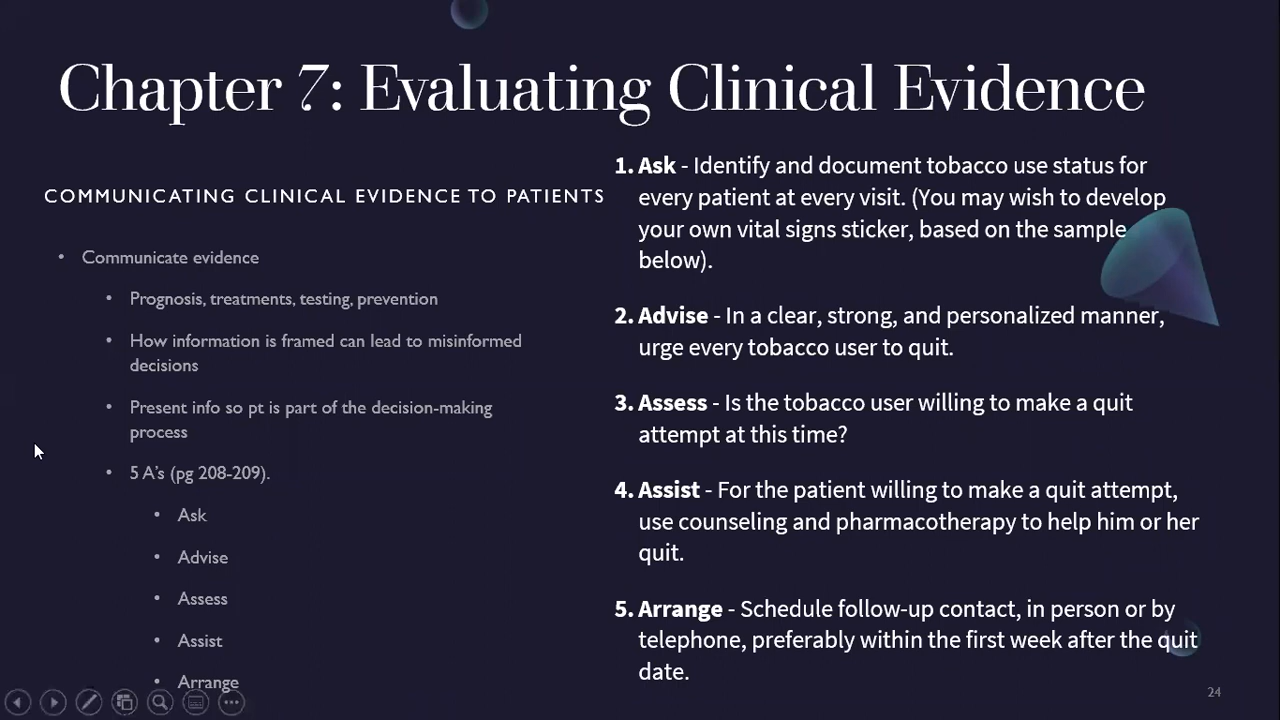 Chapter 7: Evaluating Clinical Evidence
COMMUNICATING CLINICAL EVIDENCE TO PATIENTS
• Communicate evidence
• Prognosis, treatments, testing, prevention
• How information is framed can lead to misinformed
decisions
• Present info so pt is part of the decision-making
process
• 5 A's (pg 208-209).
• Ask
• Advise
• Assess
• Assist
• Arrange
1. Ask - Identify and document tobacco use status for
every patient at every visit. (You may wish to develop
your own vital signs sticker, based on the sample
below).
2. Advise - In a clear, strong, and personalized manner,
urge every tobacco user to quit.
3. Assess - Is the tobacco user willing to make a quit
attempt at this time?
4. Assist - For the patient willing to make a quit attempt,
use counseling and pharmacotherapy to help him or her
quit.
5. Arrange - Schedule follow-up contact, in person or by
telephone, preferably within the first week after the quit
date.
24